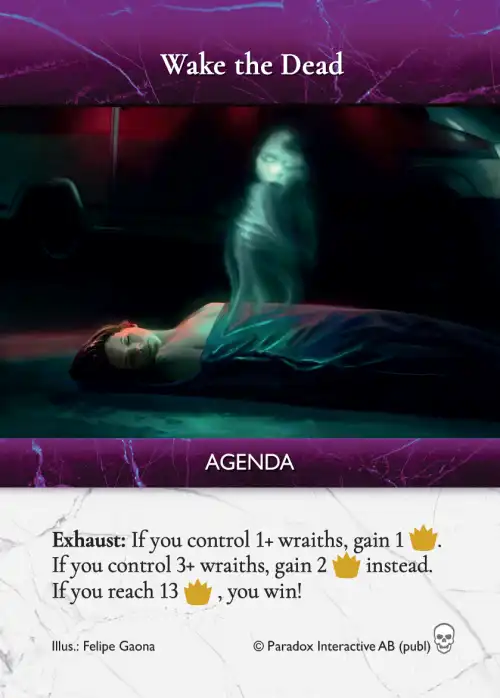 Wake the Dead
AGENDA
Exhaust: If you control 1+ wraiths, gain 1 .
If you control 3+ wraiths, gain 2 instead.
If you reach 13 , you win!
Illus.: Felipe Gaona © Paradox Interactive AB (publ)